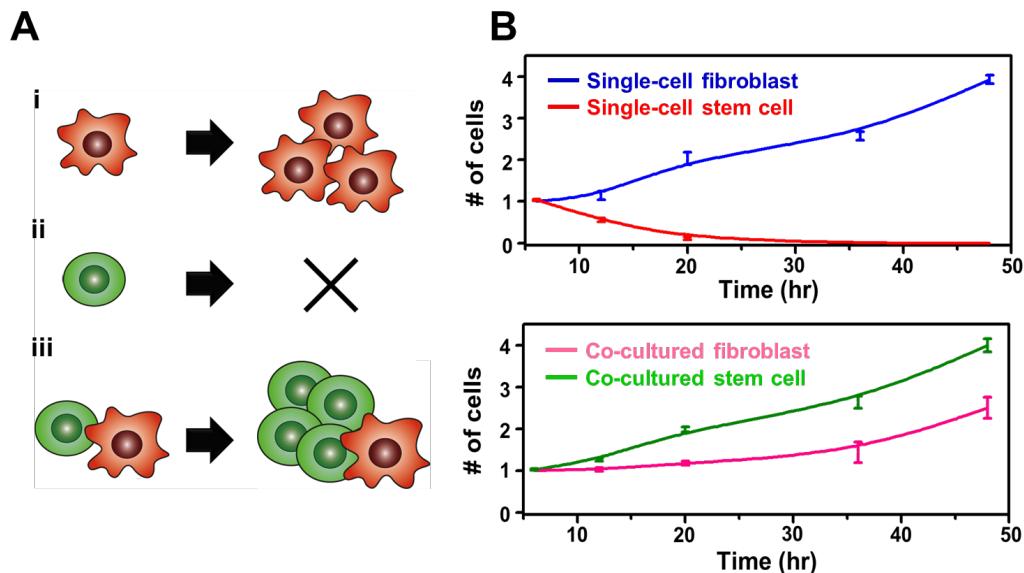 A
B
i
ii
iii
Single-cell fibroblast
Single-cell stem cell
# of cells
4
3
2
1
0
10 20 30 40 50
Time (hr)
Co-cultured fibroblast
Co-cultured stem cell
# of cells
4
3
2
1
0
10 20 30 40 50
Time (hr)